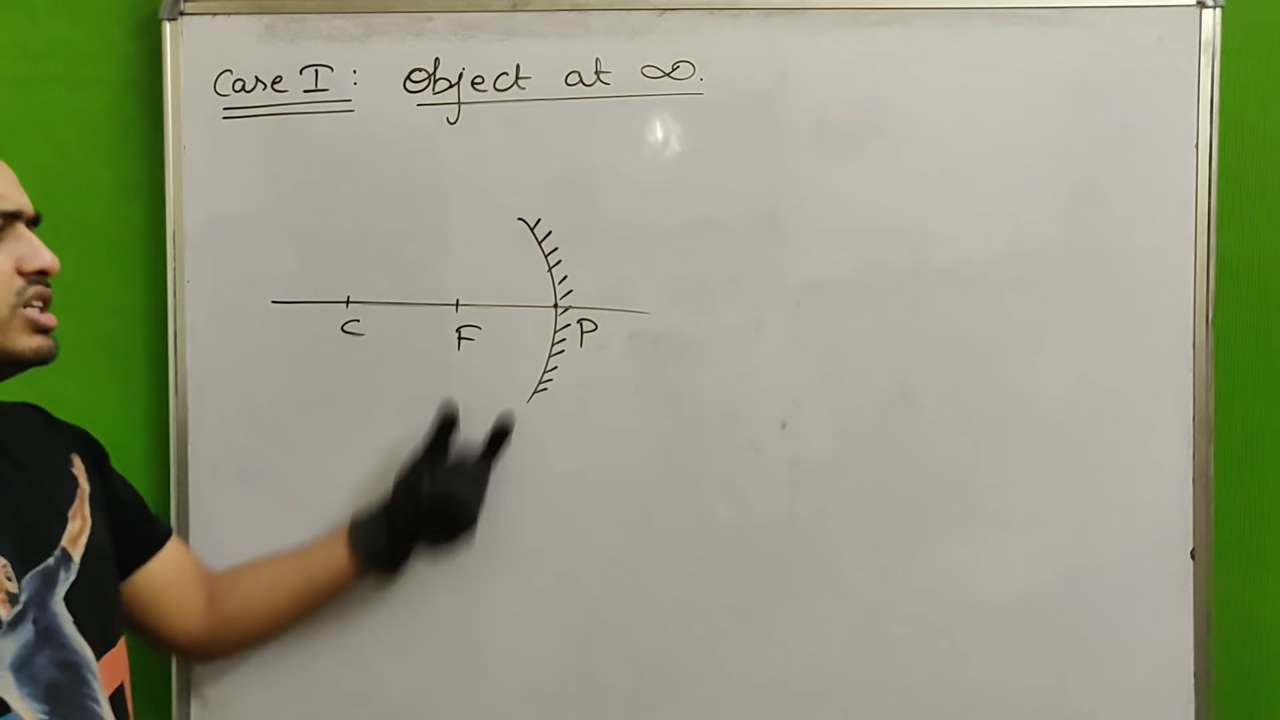 Case I: Object at ∞.
C F P